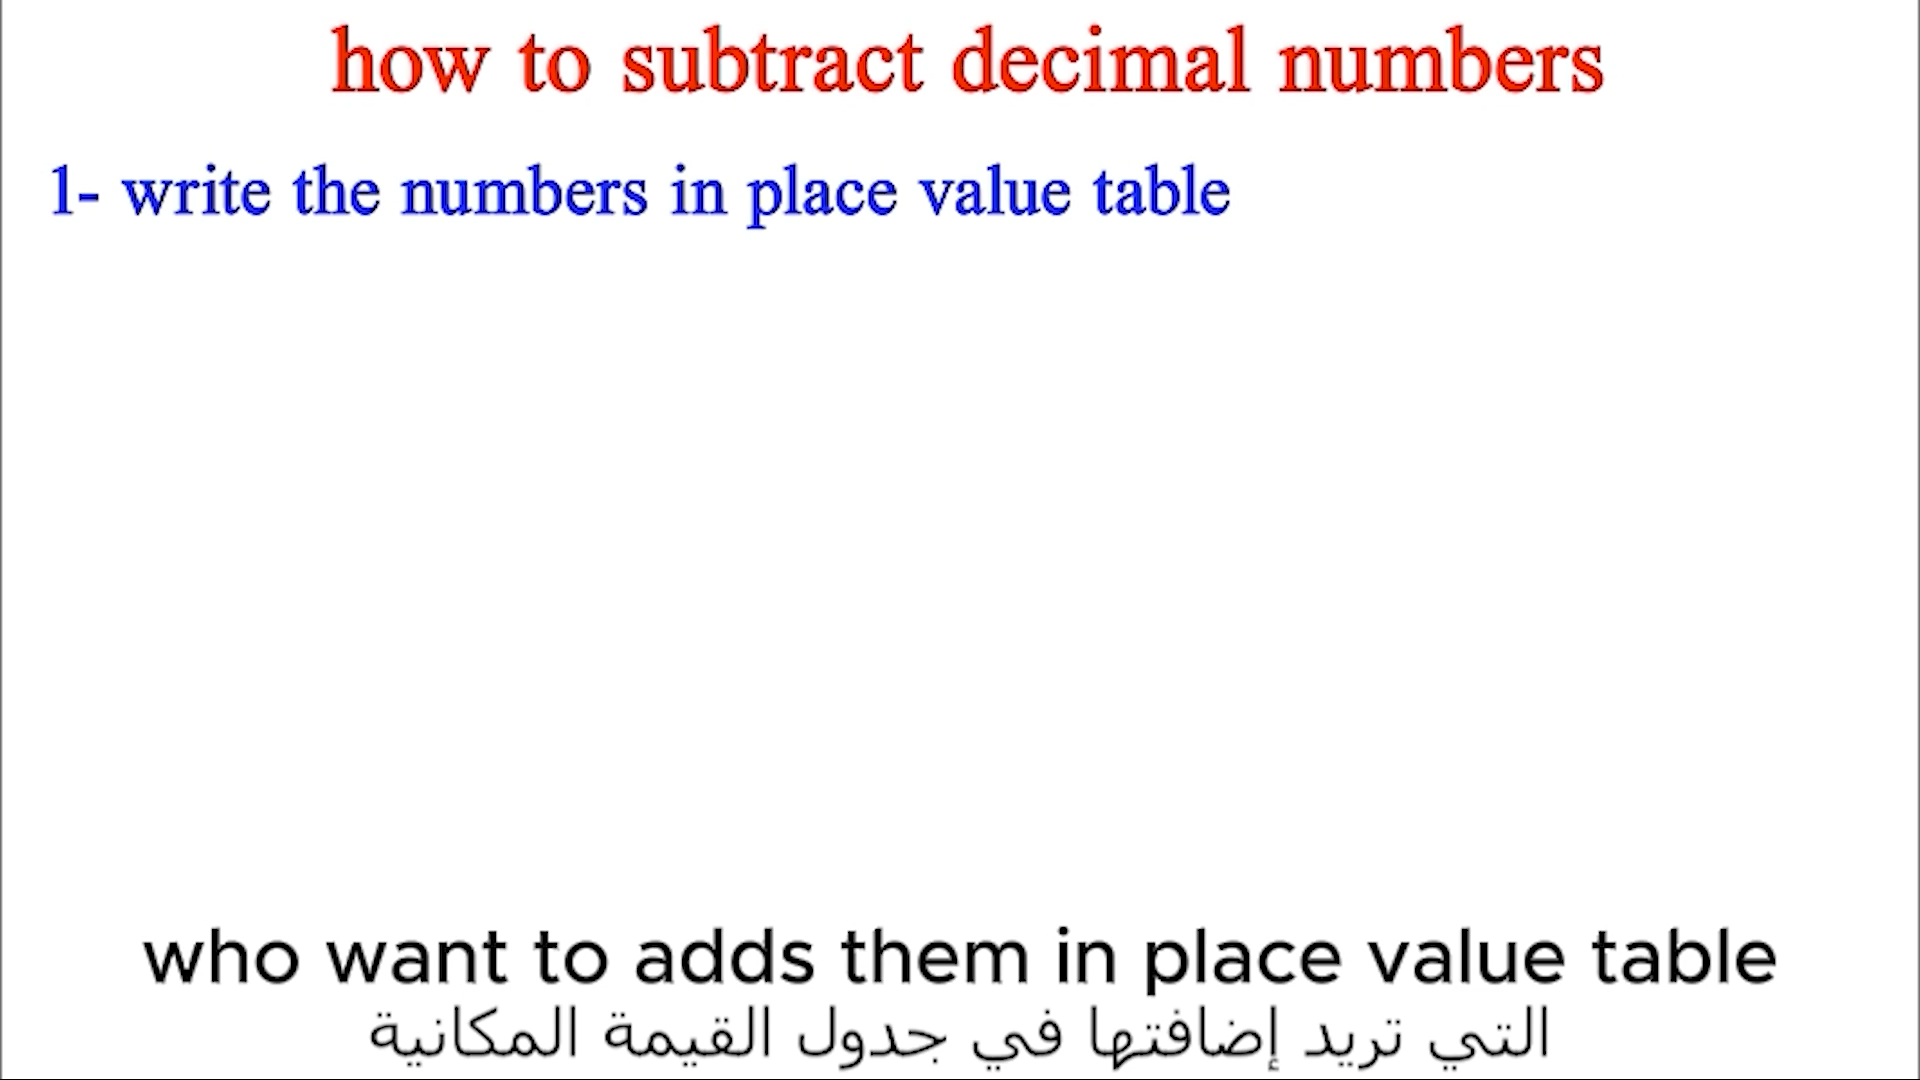 how to subtract decimal numbers
1- write the numbers in place value table
who want to adds them in place value table
التي تريد إضافتها في جدول القيمة المكانية